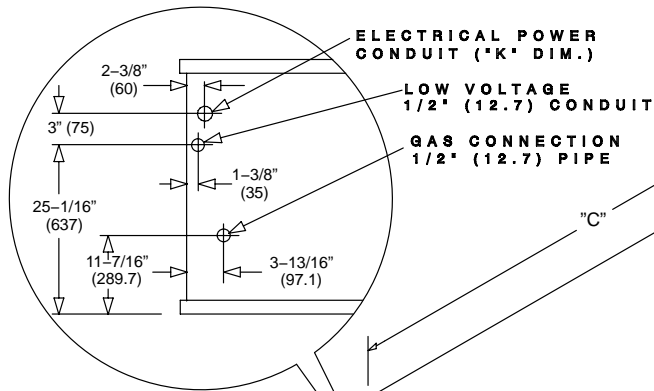 ELECTRICAL POWER
CONDUIT ("K" DIM.)
2–3/8"
(60)
LOW VOLTAGE
1/2" (12.7) CONDUIT
3" (75)
GAS CONNECTION
1/2" (12.7) PIPE
1–3/8"
(35)
25–1/16"
(637)
"C"
11–7/16"
(289.7)
3–13/16"
(97.1)